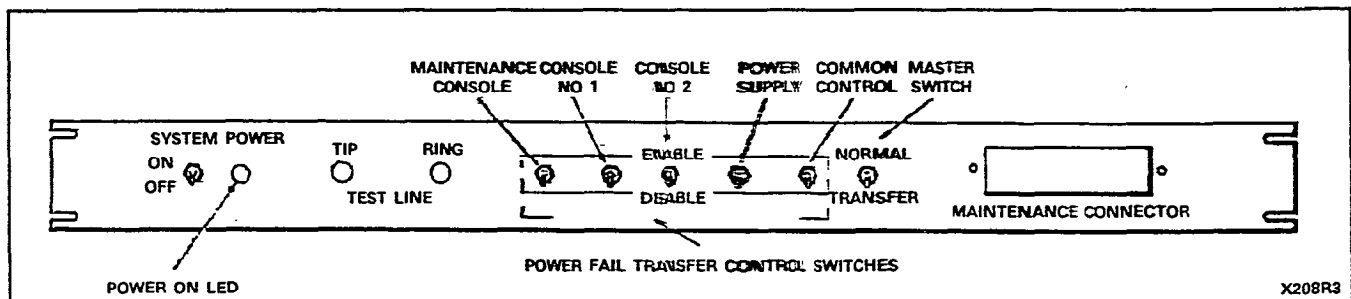 MAINTENANCE CONSOLE CONSOLE POWER COMMON MASTER
CONSOLE NO 1 NO 2 SUPPLY CONTROL SWITCH
SYSTEM POWER
ON
OFF
TIP
RING
TEST LINE
ENABLE
DISABLE
NORMAL
TRANSFER
MAINTENANCE CONNECTOR
POWER FAIL TRANSFER CONTROL SWITCHES
POWER ON LED
X208R3